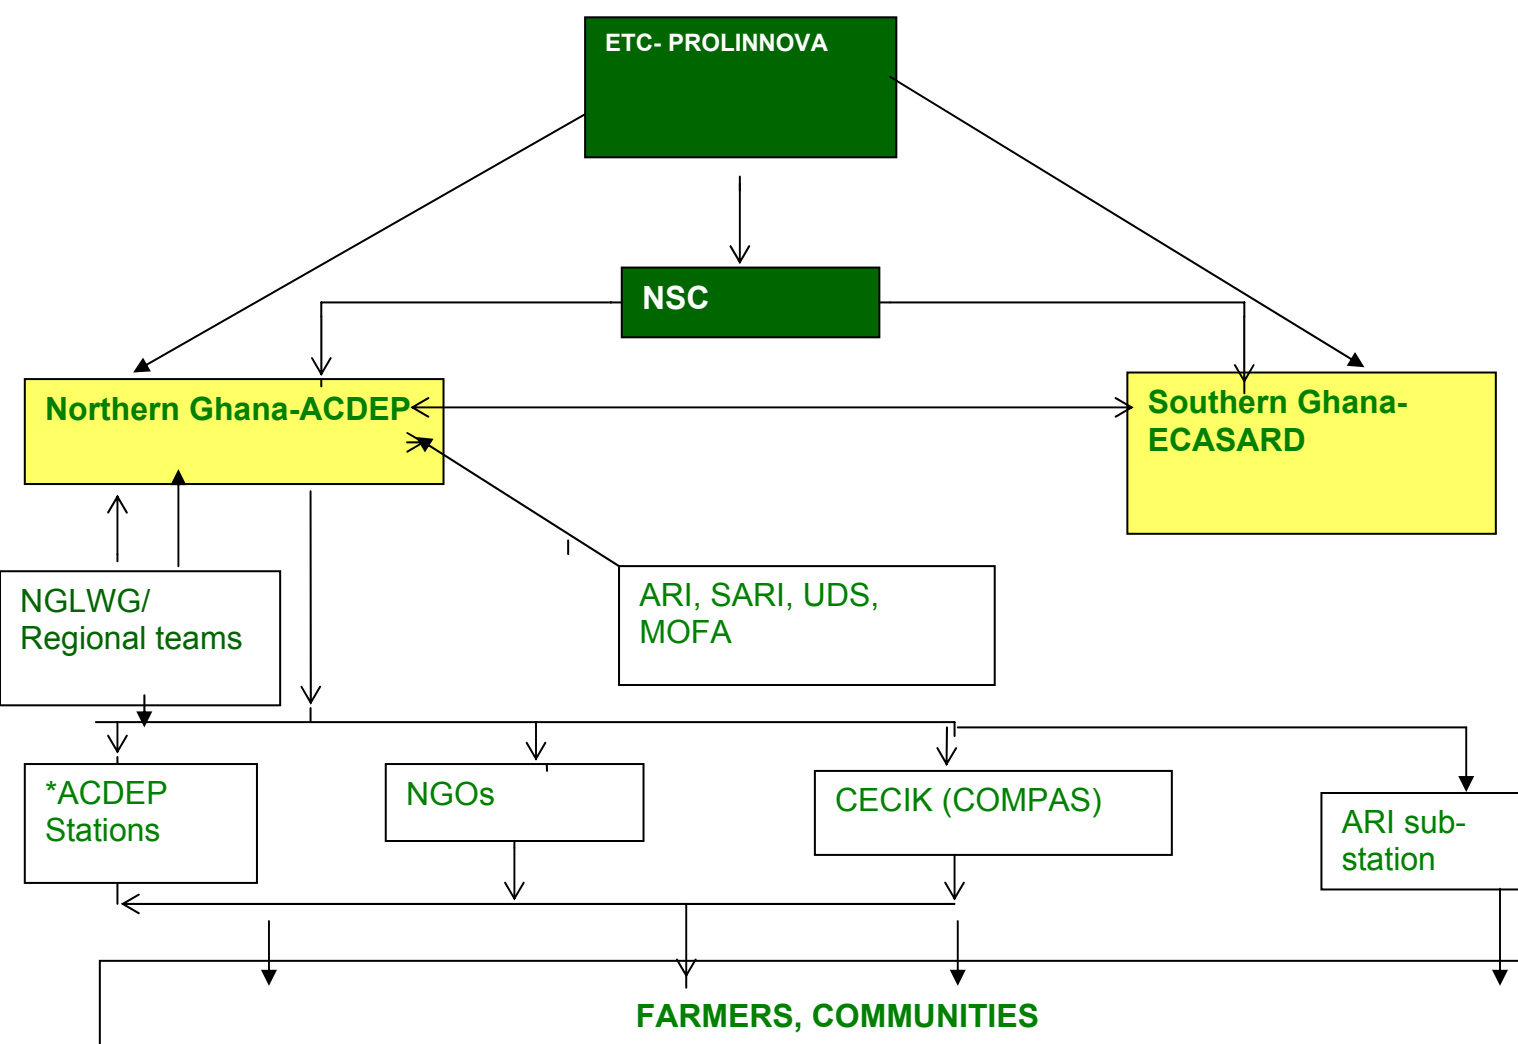 ETC- PROLINNOVA
NSC
Northern Ghana-ACDEP
Southern Ghana-
ECASARD
NGLWG/
Regional teams
ARI, SARI, UDS,
MOFA
*ACDEP
Stations
NGOs
CECIK (COMPAS)
ARI sub-
station
FARMERS, COMMUNITIES